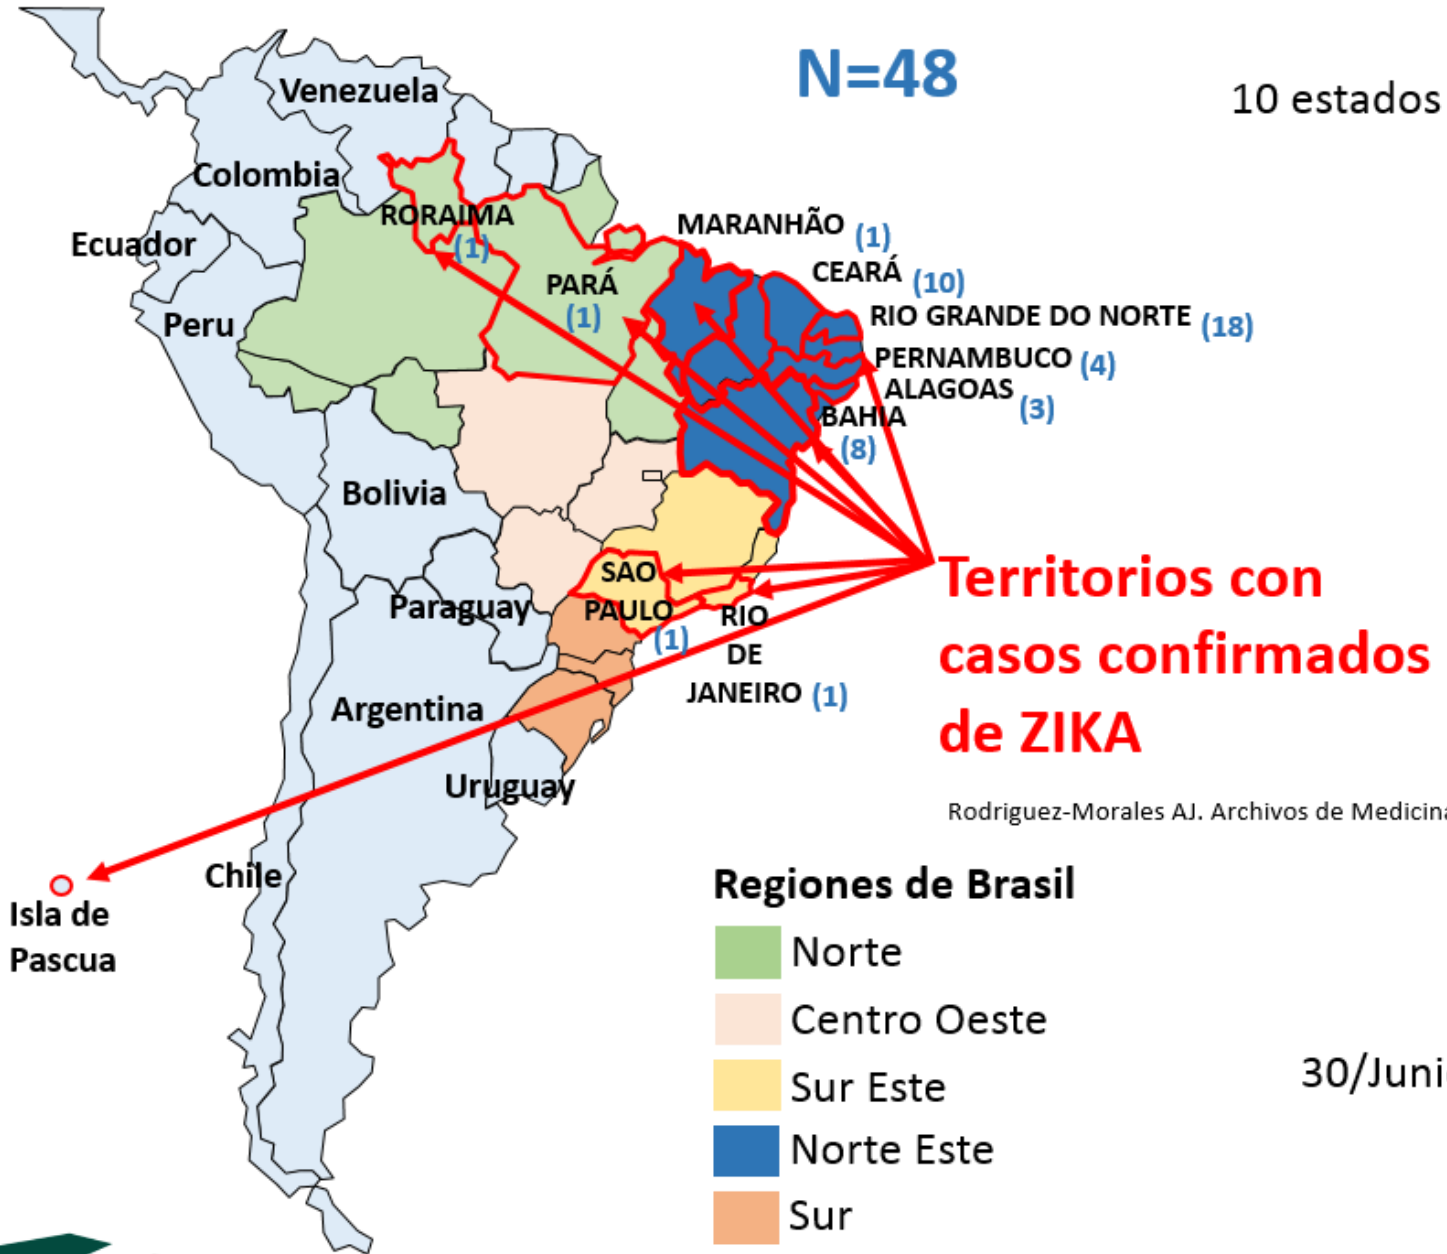 N=48
10 estados
Venezuela
Colombia
RORAIMA
(1)
Ecuador
MARANHÃO (1)
CEARÁ (10)
PARÁ
(1)
RIO GRANDE DO NORTE (18)
Peru
PERNAMBUCO (4)
ALAGOAS (3)
BAHIA
(8)
Bolivia
SAO
PAULO
(1)
Paraguay
RIO
DE
JANEIRO (1)
Territorios con
casos confirmados
de ZIKA
Argentina
Uruguay
Rodriguez-Morales AJ. Archivos de Medicina
Chile
Isla de
Pascua
Regiones de Brasil
Norte
Centro Oeste
Sur Este
30/Juni
Norte Este
Sur